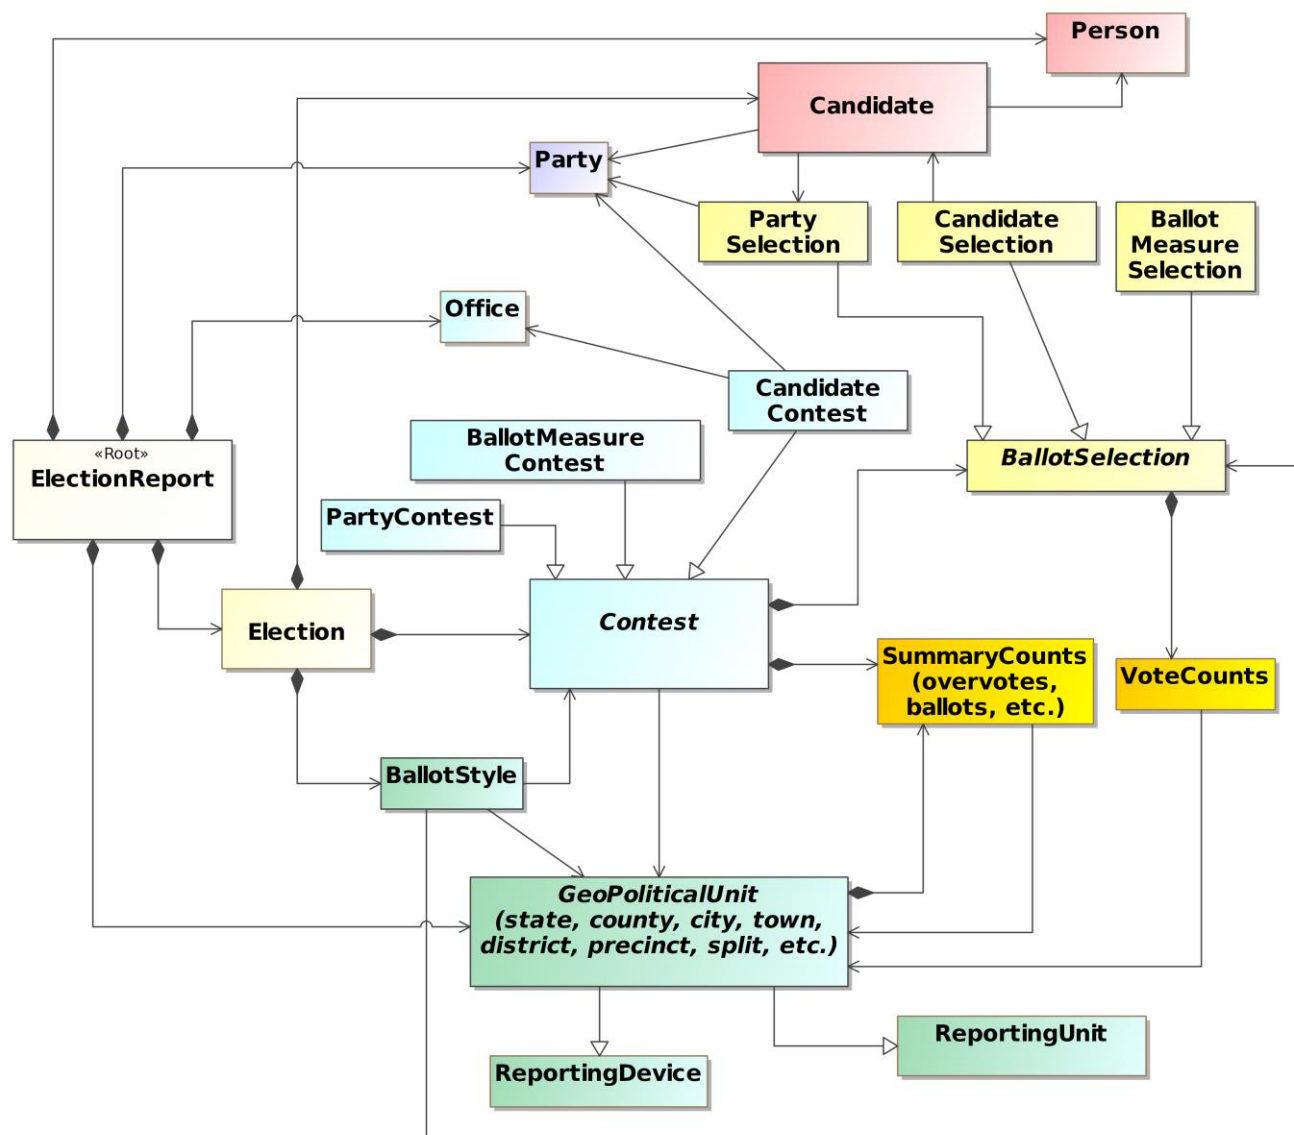 Person
Candidate
Party
Party
Selection
Candidate
Selection
Ballot
Measure
Selection
Office
Candidate
Contest
BallotMeasure
Contest
«Root»
ElectionReport
BallotSelection
PartyContest
Election
Contest
SummaryCounts
(overvotes,
ballots, etc.)
VoteCounts
BallotStyle
GeoPoliticalUnit
(state, county, city, town,
district, precinct, split, etc.)
ReportingUnit
ReportingDevice